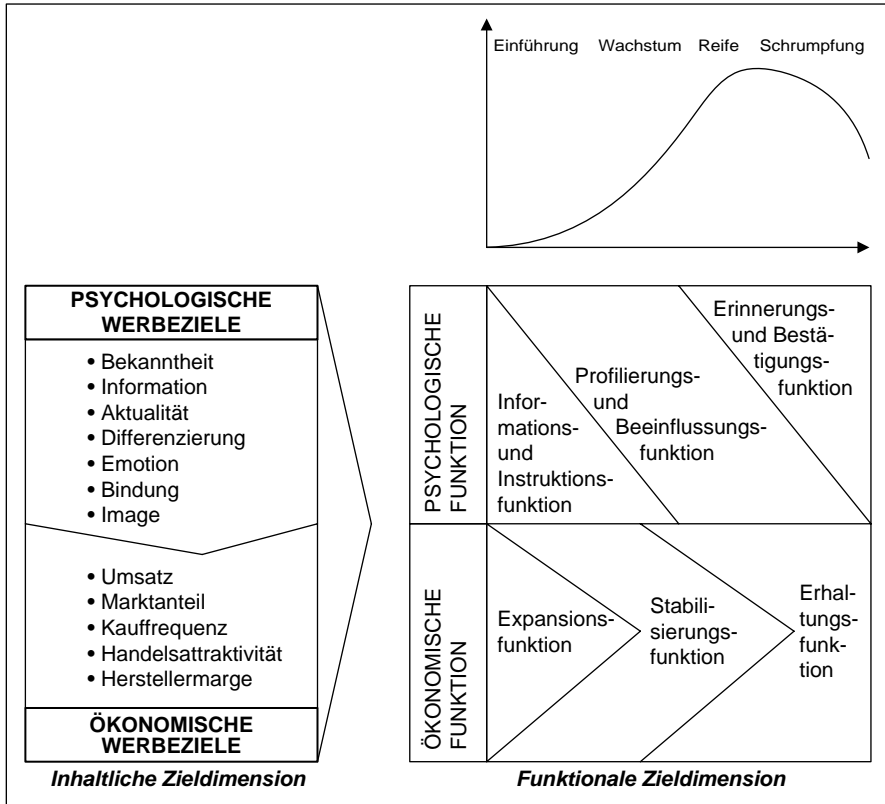 Einführung Wachstum Reife Schrumpfung
PSYCHOLOGISCHE
WERBEZIELE
• Bekanntheit
• Information
• Aktualität
• Differenzierung
• Emotion
• Bindung
• Image
• Umsatz
• Marktanteil
• Kauffrequenz
• Handelsattraktivität
• Herstellermarge
ÖKONOMISCHE
WERBEZIELE
Inhaltliche Zieldimension
PSYCHOLOGISCHE
FUNKTION
Infor-
mations-
und
Instruktions-
funktion
Profilierungs-
und
Beeinflussungs-
funktion
Erinnerungs-
und Bestä-
tigungs-
funktion
ÖKONOMISCHE
FUNKTION
Expansions-
funktion
Stabili-
sierungs-
funktion
Erhal-
tungs-
funk-
tion
Funktionale Zieldimension